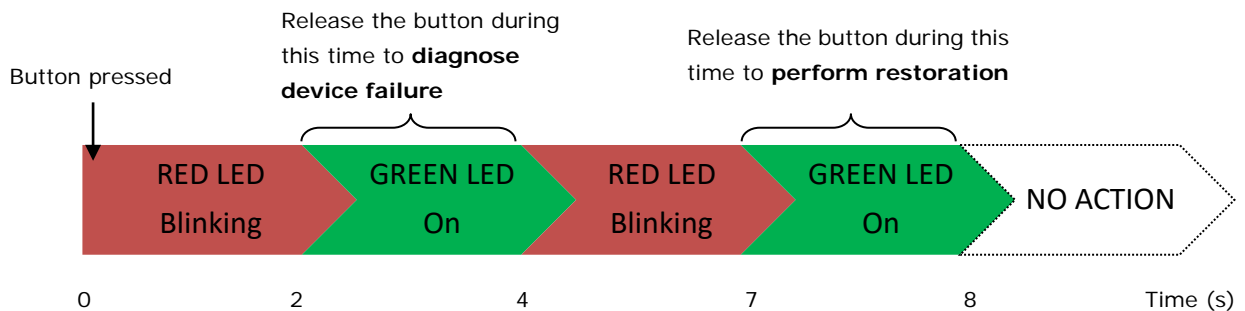 Release the button during
this time to diagnose
device failure
Release the button during this
time to perform restoration
Button pressed
RED LED
Blinking
GREEN LED
On
RED LED
Blinking
GREEN LED
On
NO ACTION
0
2
4
7
8
Time (s)